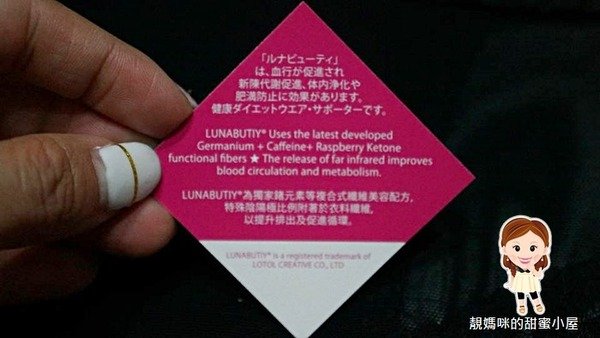 「ルナビューティ」
は、血行が促進され
新陳代謝促進、体内浄化や
肥満防止に効果があります。
健康ダイエットウエア・サポーターです。
LUNABUTIY® Uses the latest developed
Germanium + Caffeine+ Raspberry Ketone
functional fibers ★ The release of far infrared improves
blood circulation and metabolism.
LUNABUTIY®為獨家鍺元素等複合式纖維美容配方,
特殊陰陽極比例附著於衣料纖維,
以提升排出及促進循環。
LUNABUTIY® is a registered trademark of
LOTOL CREATIVE CO., LTD
靚媽咪的甜蜜小屋